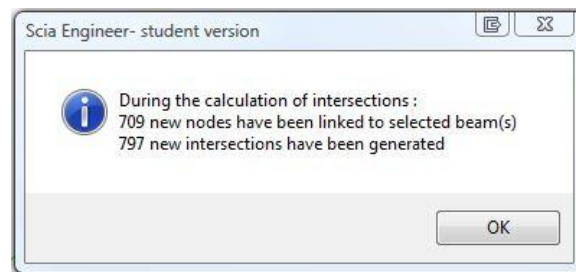 Scia Engineer- student version
During the calculation of intersections :
709 new nodes have been linked to selected beam(s)
797 new intersections have been generated
OK